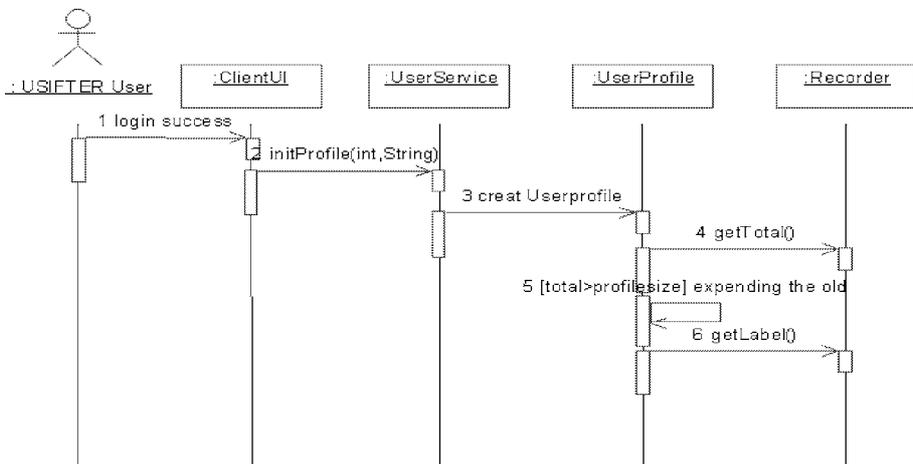 : USIFTER User
:ClientUI
:UserService
:UserProfile
:Recorder
1 login success
2 initProfile(int,String)
3 creat Userprofile
4 getTotal()
5 [total>profilesize] expending the old
6 getLabel()